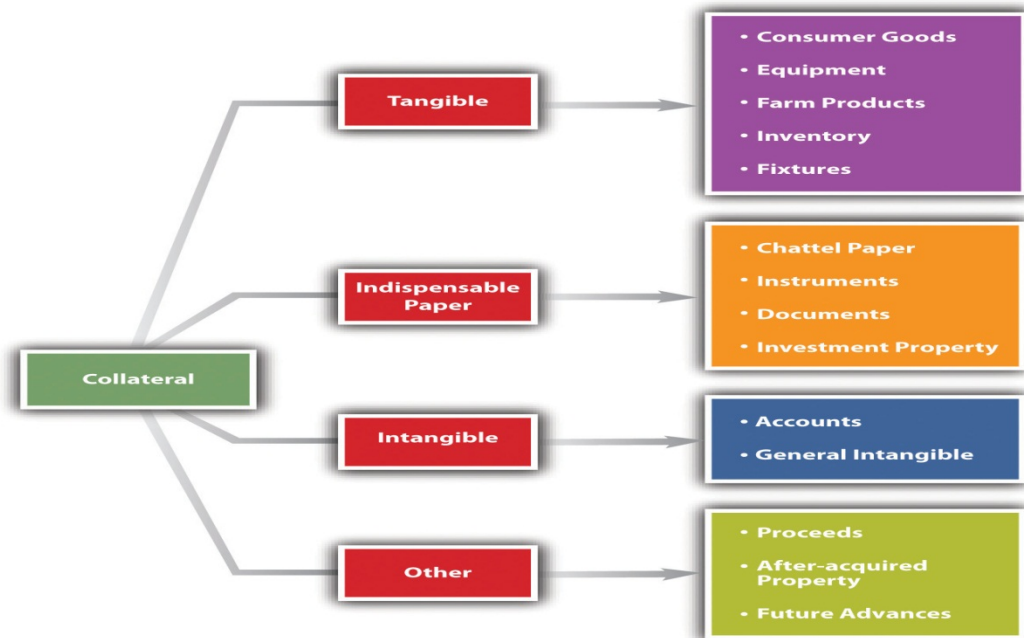 Collateral
Tangible
• Consumer Goods
• Equipment
• Farm Products
• Inventory
• Fixtures
Indispensable
Paper
• Chattel Paper
• Instruments
• Documents
• Investment Property
Intangible
• Accounts
• General Intangible
Other
• Proceeds
• After-acquired
Property
• Future Advances